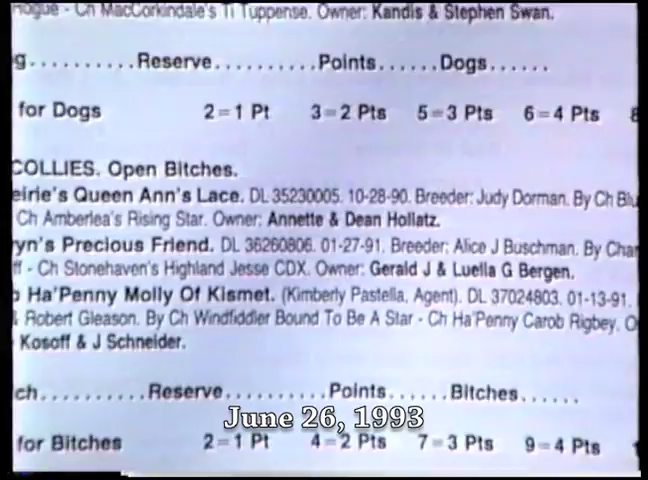 Hogue - Ch MacCorkindale's Ti Tuppense. Owner: Kandis & Stephen Swan.
g..........Reserve..........Points......Dogs......
for Dogs 2=1 Pt 3=2 Pts 5=3 Pts 6=4 Pts 8
COLLIES. Open Bitches.
eirie's Queen Ann's Lace. DL 35230005. 10-28-90. Breeder: Judy Dorman. By Ch Blu
Ch Amberlea's Rising Star. Owner: Annette & Dean Hollatz.
yn's Precious Friend. DL 36260806. 01-27-91. Breeder: Alice J Buschman. By Char
ff - Ch Stonehaven's Highland Jesse CDX. Owner: Gerald J & Luella G Bergen.
o Ha'Penny Molly Of Kismet. (Kimberly Pastella, Agent). DL 37024803. 01-13-91.
& Robert Gleason. By Ch Windfiddler Bound To Be A Star - Ch Ha'Penny Carob Rigbey. O
Kosoff & J Schneider.
ch..........Reserve..........Points......Bitches......
June 26, 1993
for Bitches 2=1 Pt 4=2 Pts 7=3 Pts 9=4 Pts